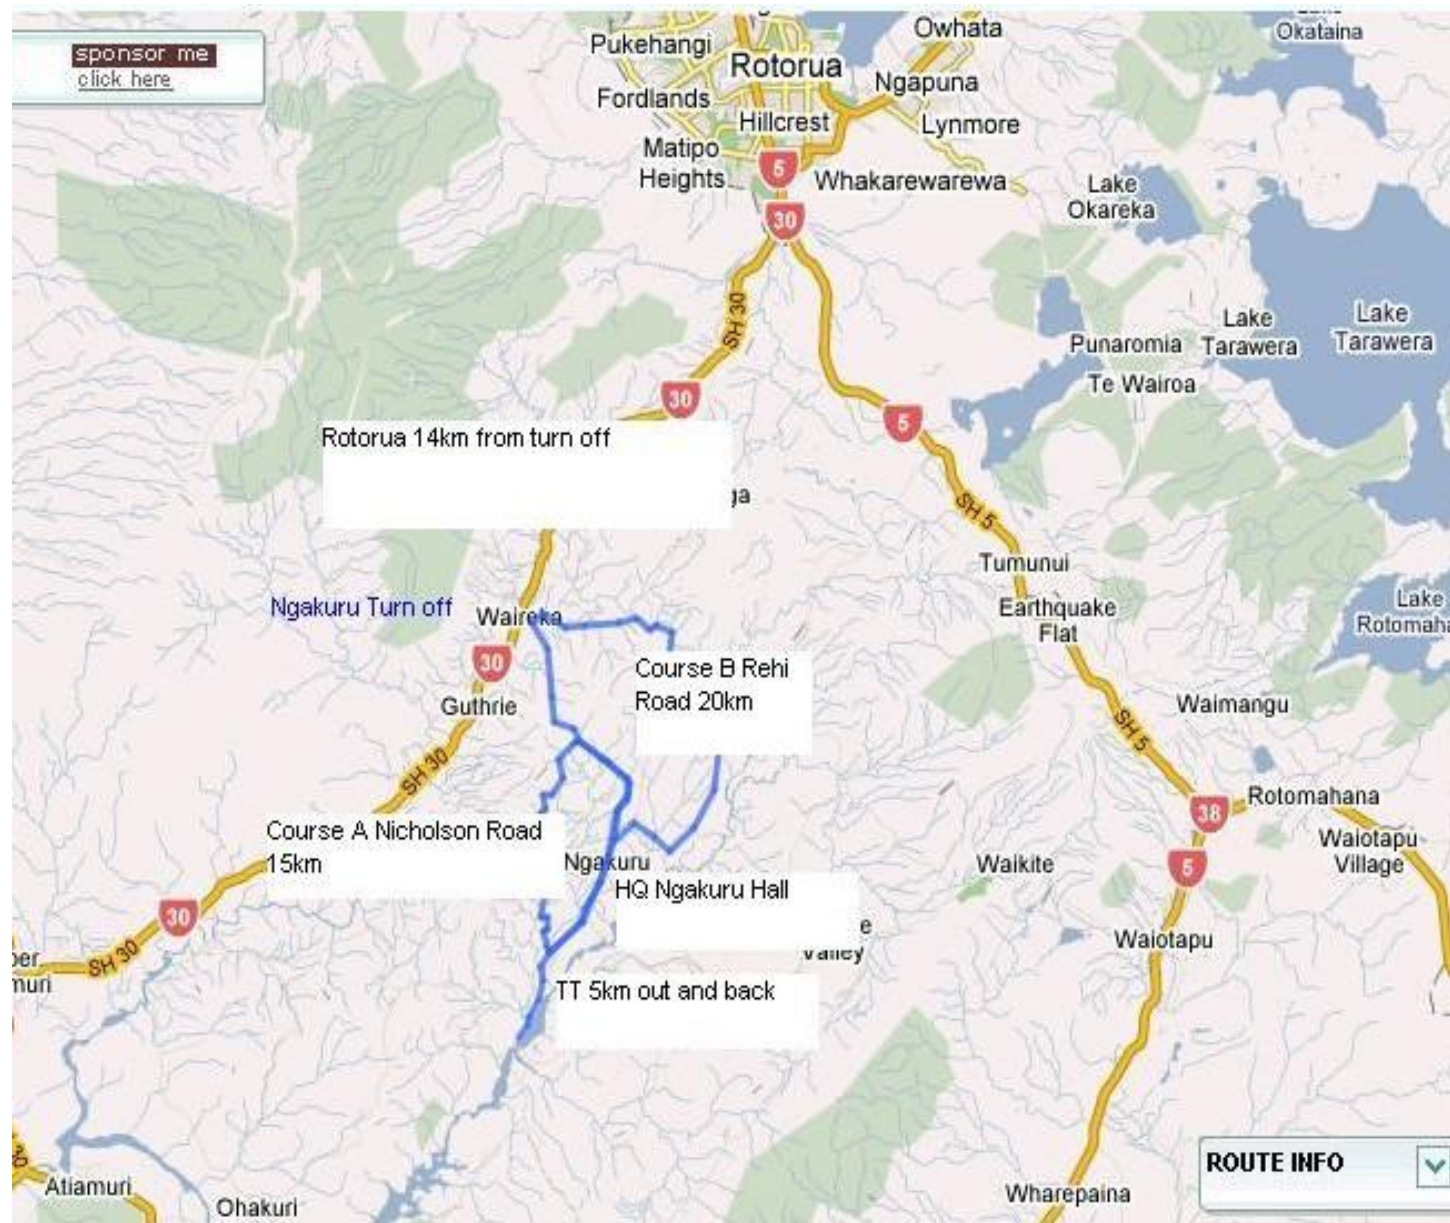 Owhata
Okataina
Pukehangi
sponsor me
click here
Rotorua
Ngapuna
Fordlands
Hillcrest
Lynmore
Matipo
Heights
5
Whakarewarewa
Lake
Okareka
30
SH 30
Lake
Tarawera
Lake
Tarawera
Punaromia
Te Wairoa
30
5
Rotorua 14km from turn off
SH 5
Tumunui
Ngakuru Turn off
Waireka
Earthquake
Flat
Lake
30
Course B Rehi
Road 20km
Guthrie
Waimangu
SH 5
SH 30
Rotomahana
38
Course A Nicholson Road
15km
Waiotapu
Village
Ngakuru
Waikite
5
HQ Ngakuru Hall
30
Valley
Waiotapu
SH 30
TT 5km out and back
ROUTE INFO
Atiamuri
Ohakuri
Wharepaina